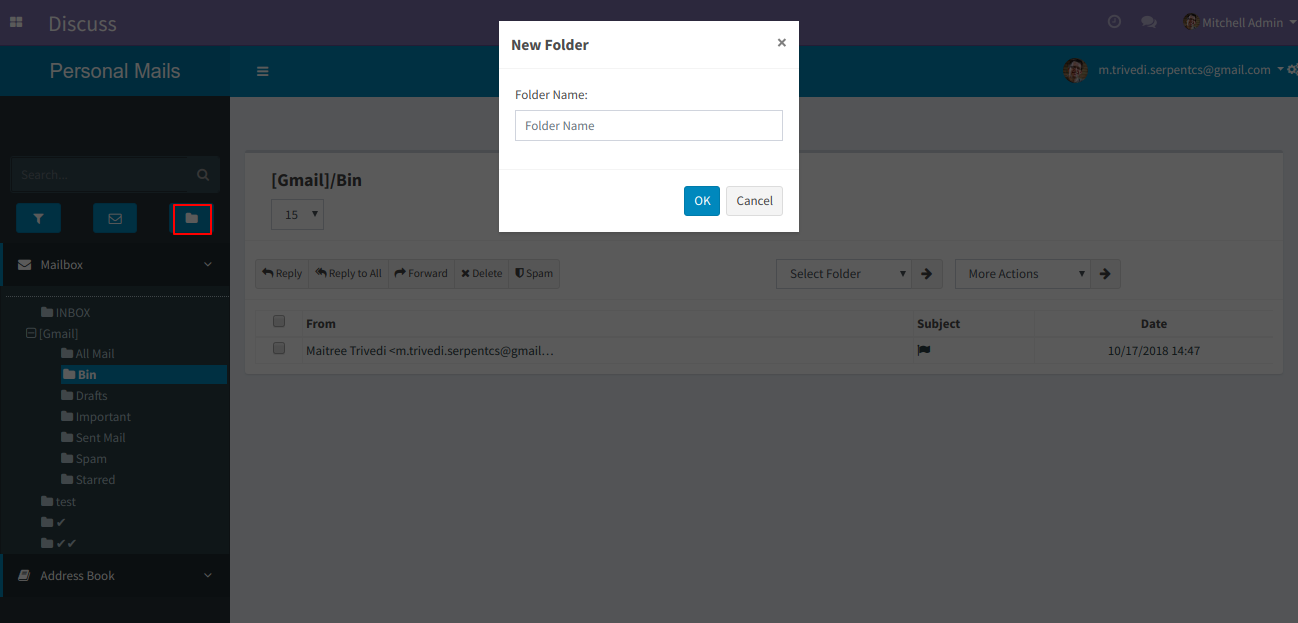 Discuss
Mitchell Admin
Personal Mails
m.trivedi.serpentcs@gmail.com
New Folder
×
Folder Name:
Folder Name
OK
Cancel
Search...
Mailbox
INBOX
[Gmail]
All Mail
Bin
Drafts
Important
Sent Mail
Spam
Starred
test
✔
✔✔
Address Book
[Gmail]/Bin
15
Reply
Reply to All
Forward
Delete
Spam
Select Folder
More Actions
From
Subject
Date
Maitree Trivedi <m.trivedi.serpentcs@gmail...
10/17/2018 14:47